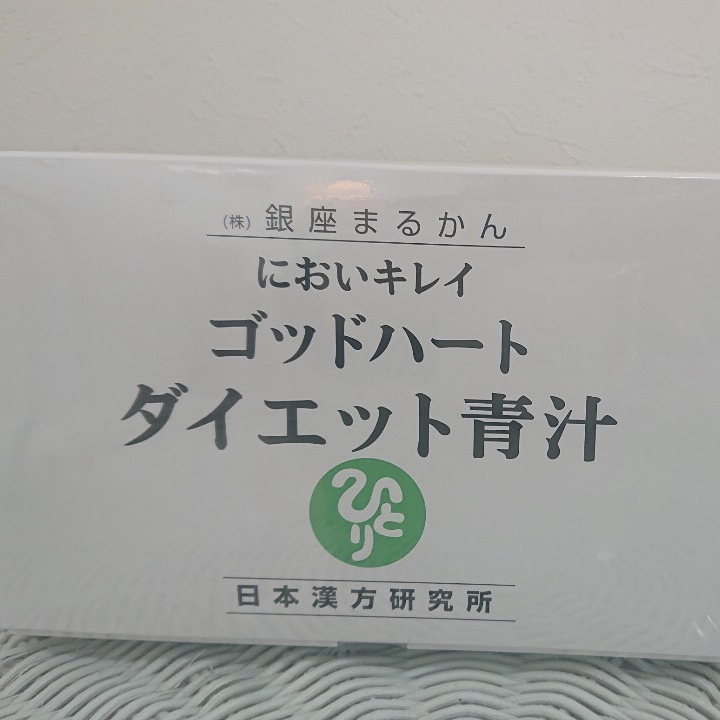 (株)銀座まるかん
においキレイ
ゴッドハート
ダイエット青汁
ひとり
日本漢方研究所